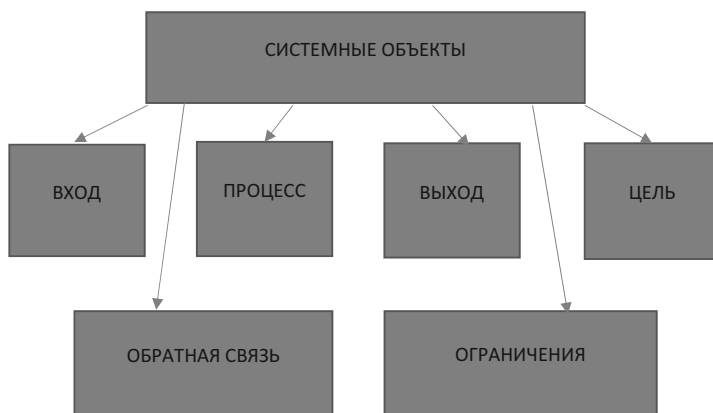 СИСТЕМНЫЕ ОБЪЕКТЫ
ВХОД
ПРОЦЕСС
ВЫХОД
ЦЕЛЬ
ОБРАТНАЯ СВЯЗЬ
ОГРАНИЧЕНИЯ